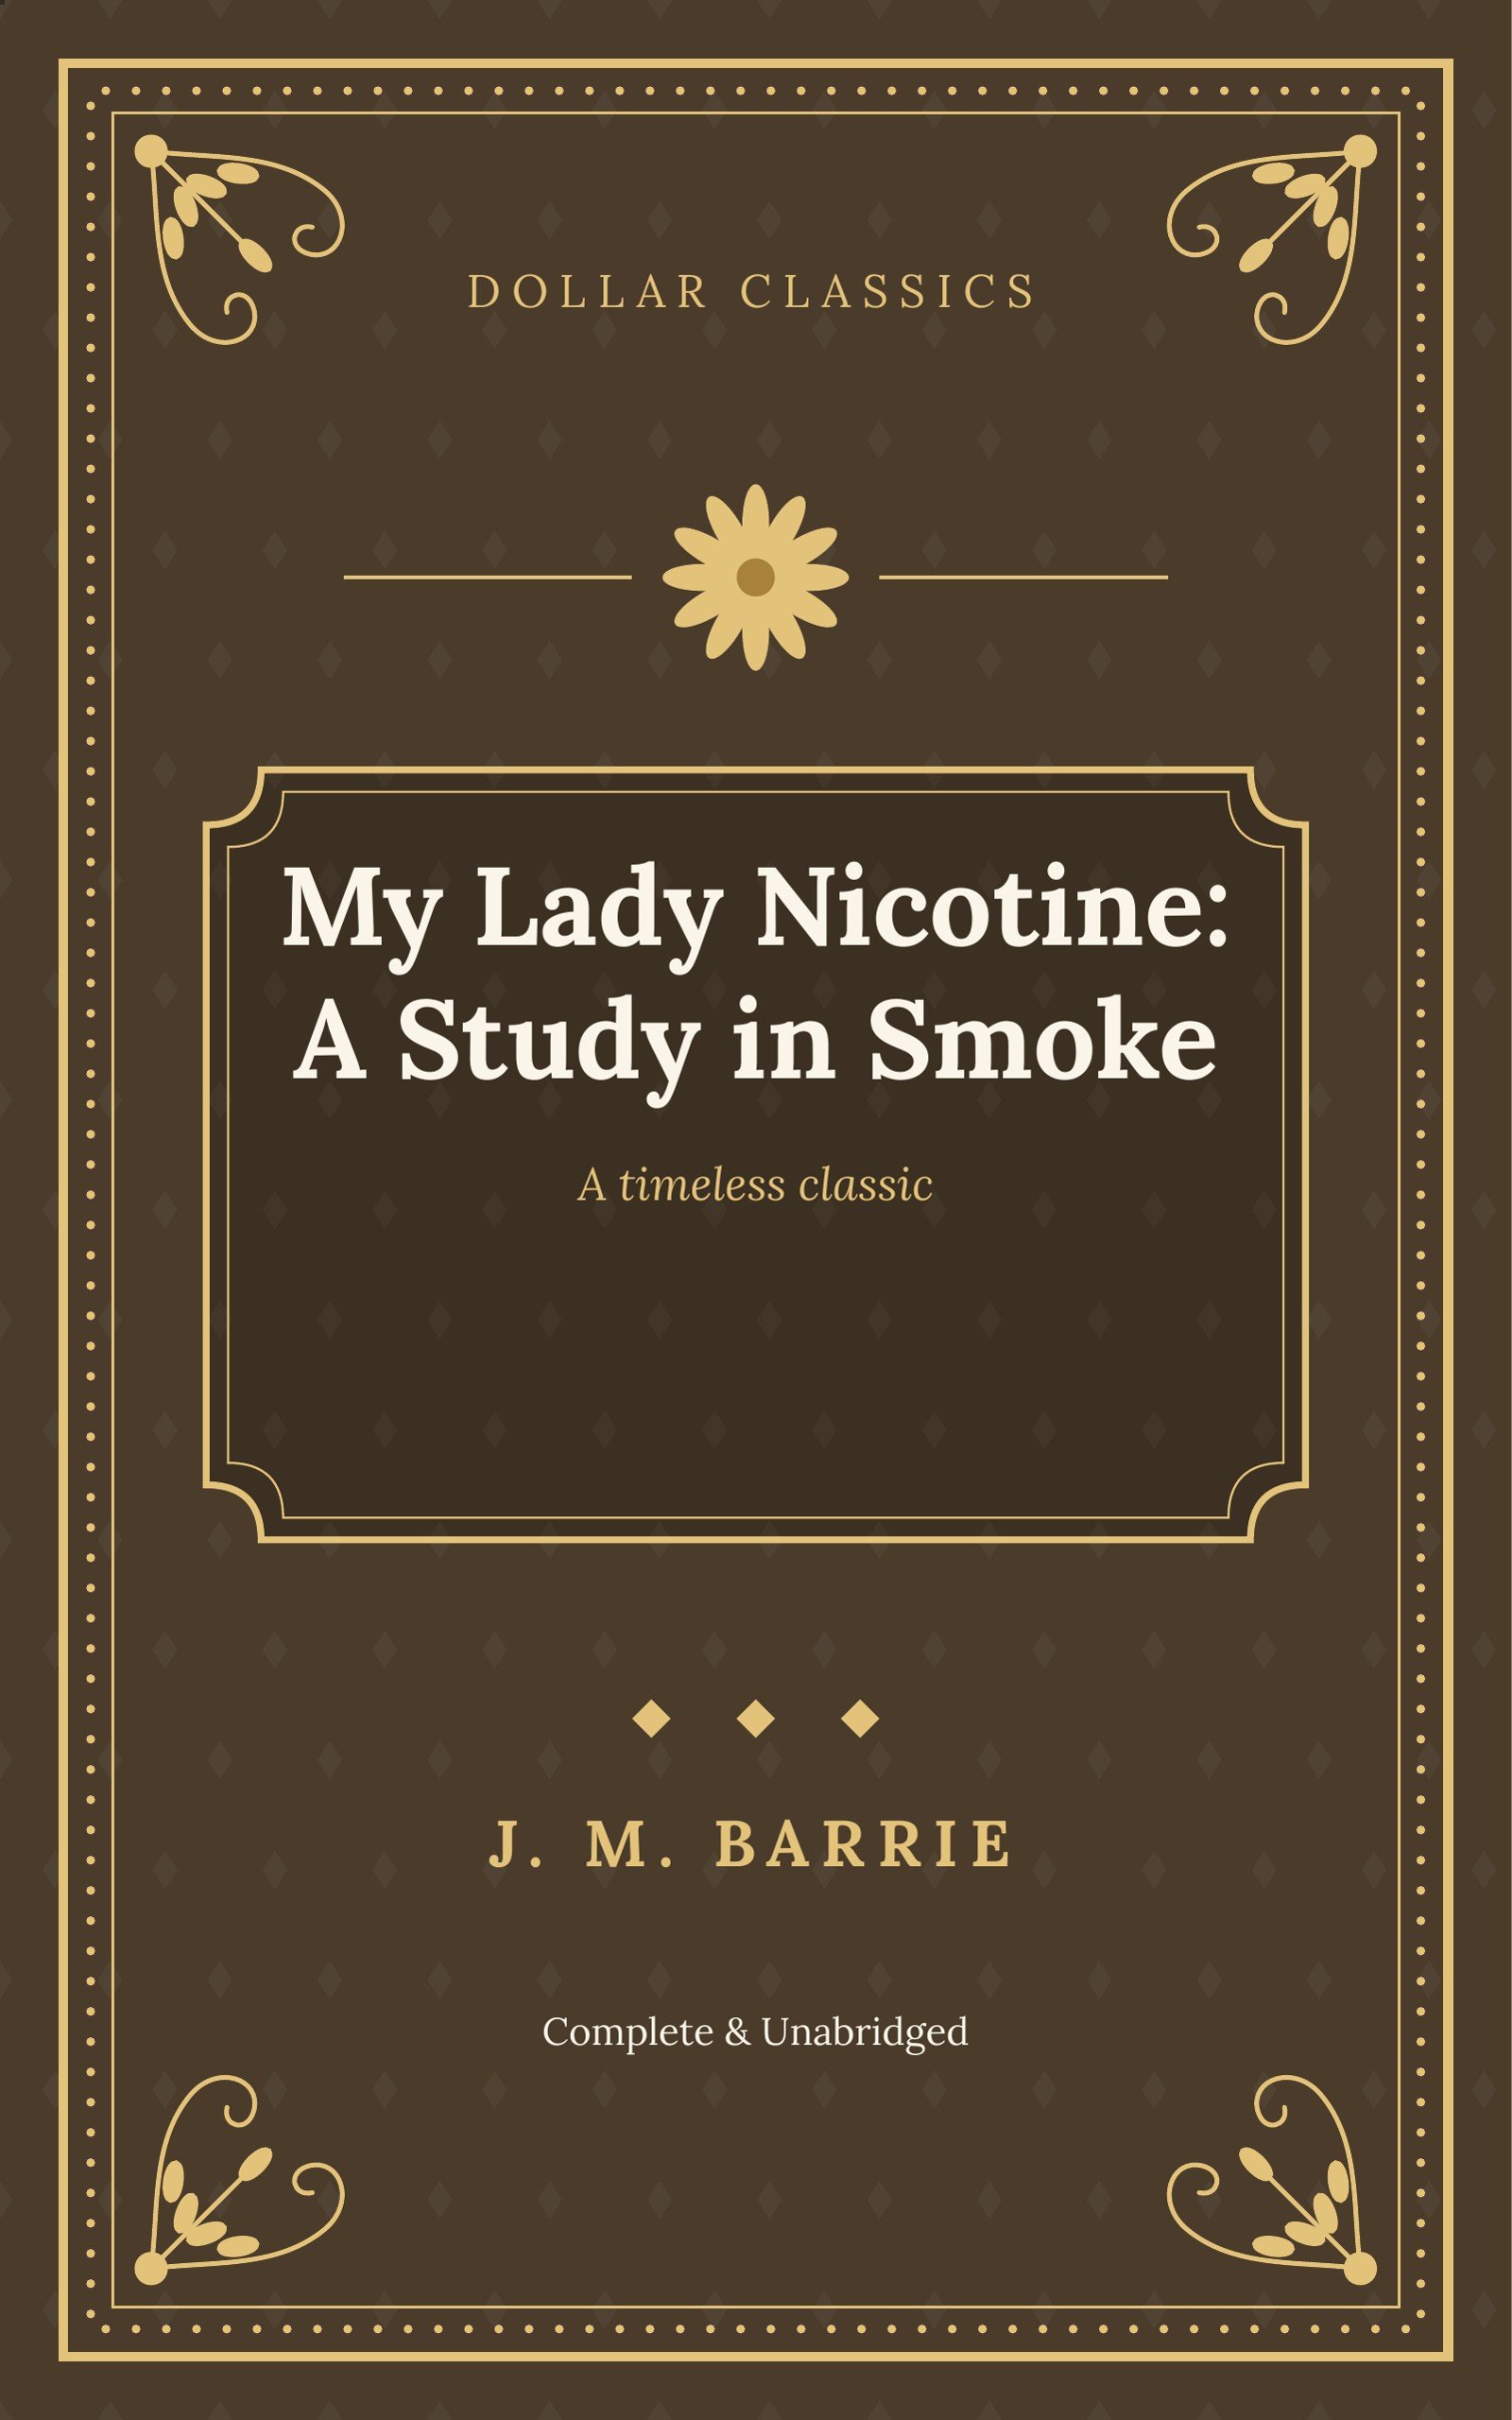 DOLLAR CLASSICS
My Lady Nicotine:
A Study in Smoke
A timeless classic
J. M. BARRIE
Complete & Unabridged